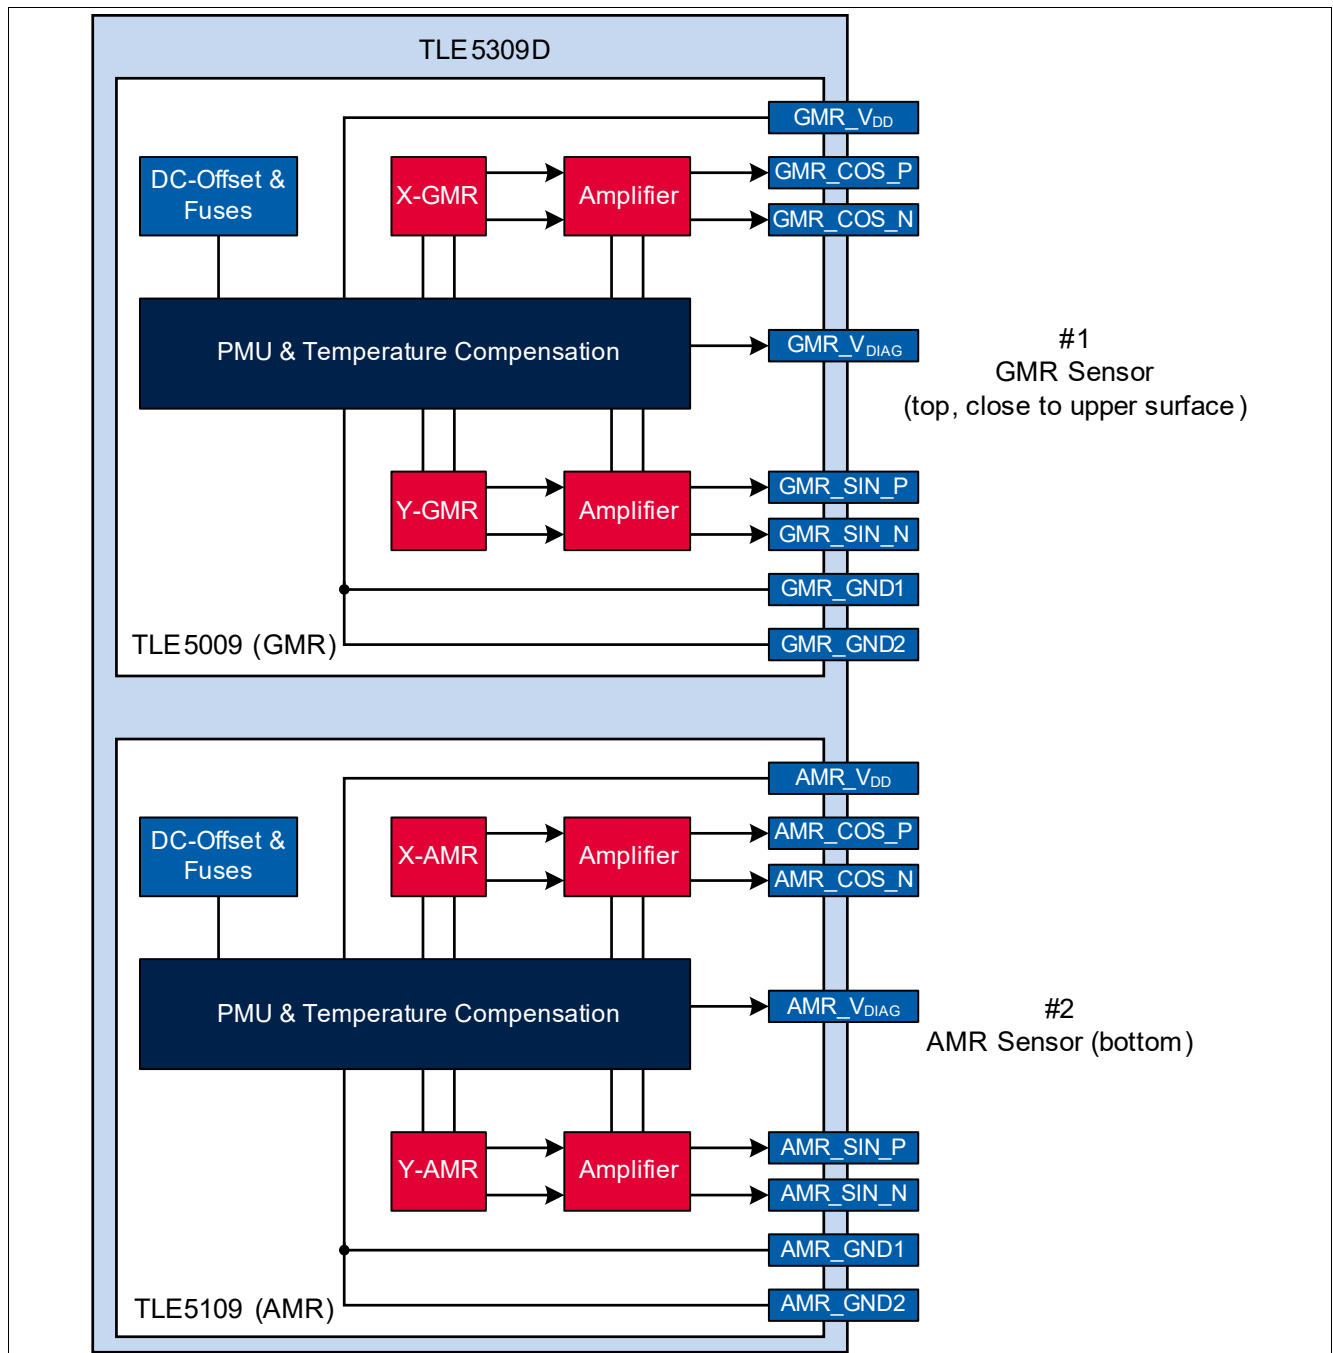 TLE5309D
GMR_VDD
DC-Offset &
Fuses
X-GMR
Amplifier
GMR_COS_P
GMR_COS_N
PMU & Temperature Compensation
GMR_VDIAG
#1
GMR Sensor
(top, close to upper surface)
Y-GMR
Amplifier
GMR_SIN_P
GMR_SIN_N
GMR_GND1
TLE5009 (GMR)
GMR_GND2
AMR_VDD
DC-Offset &
Fuses
X-AMR
Amplifier
AMR_COS_P
AMR_COS_N
PMU & Temperature Compensation
AMR_VDIAG
#2
AMR Sensor (bottom)
Y-AMR
Amplifier
AMR_SIN_P
AMR_SIN_N
AMR_GND1
TLE5109 (AMR)
AMR_GND2